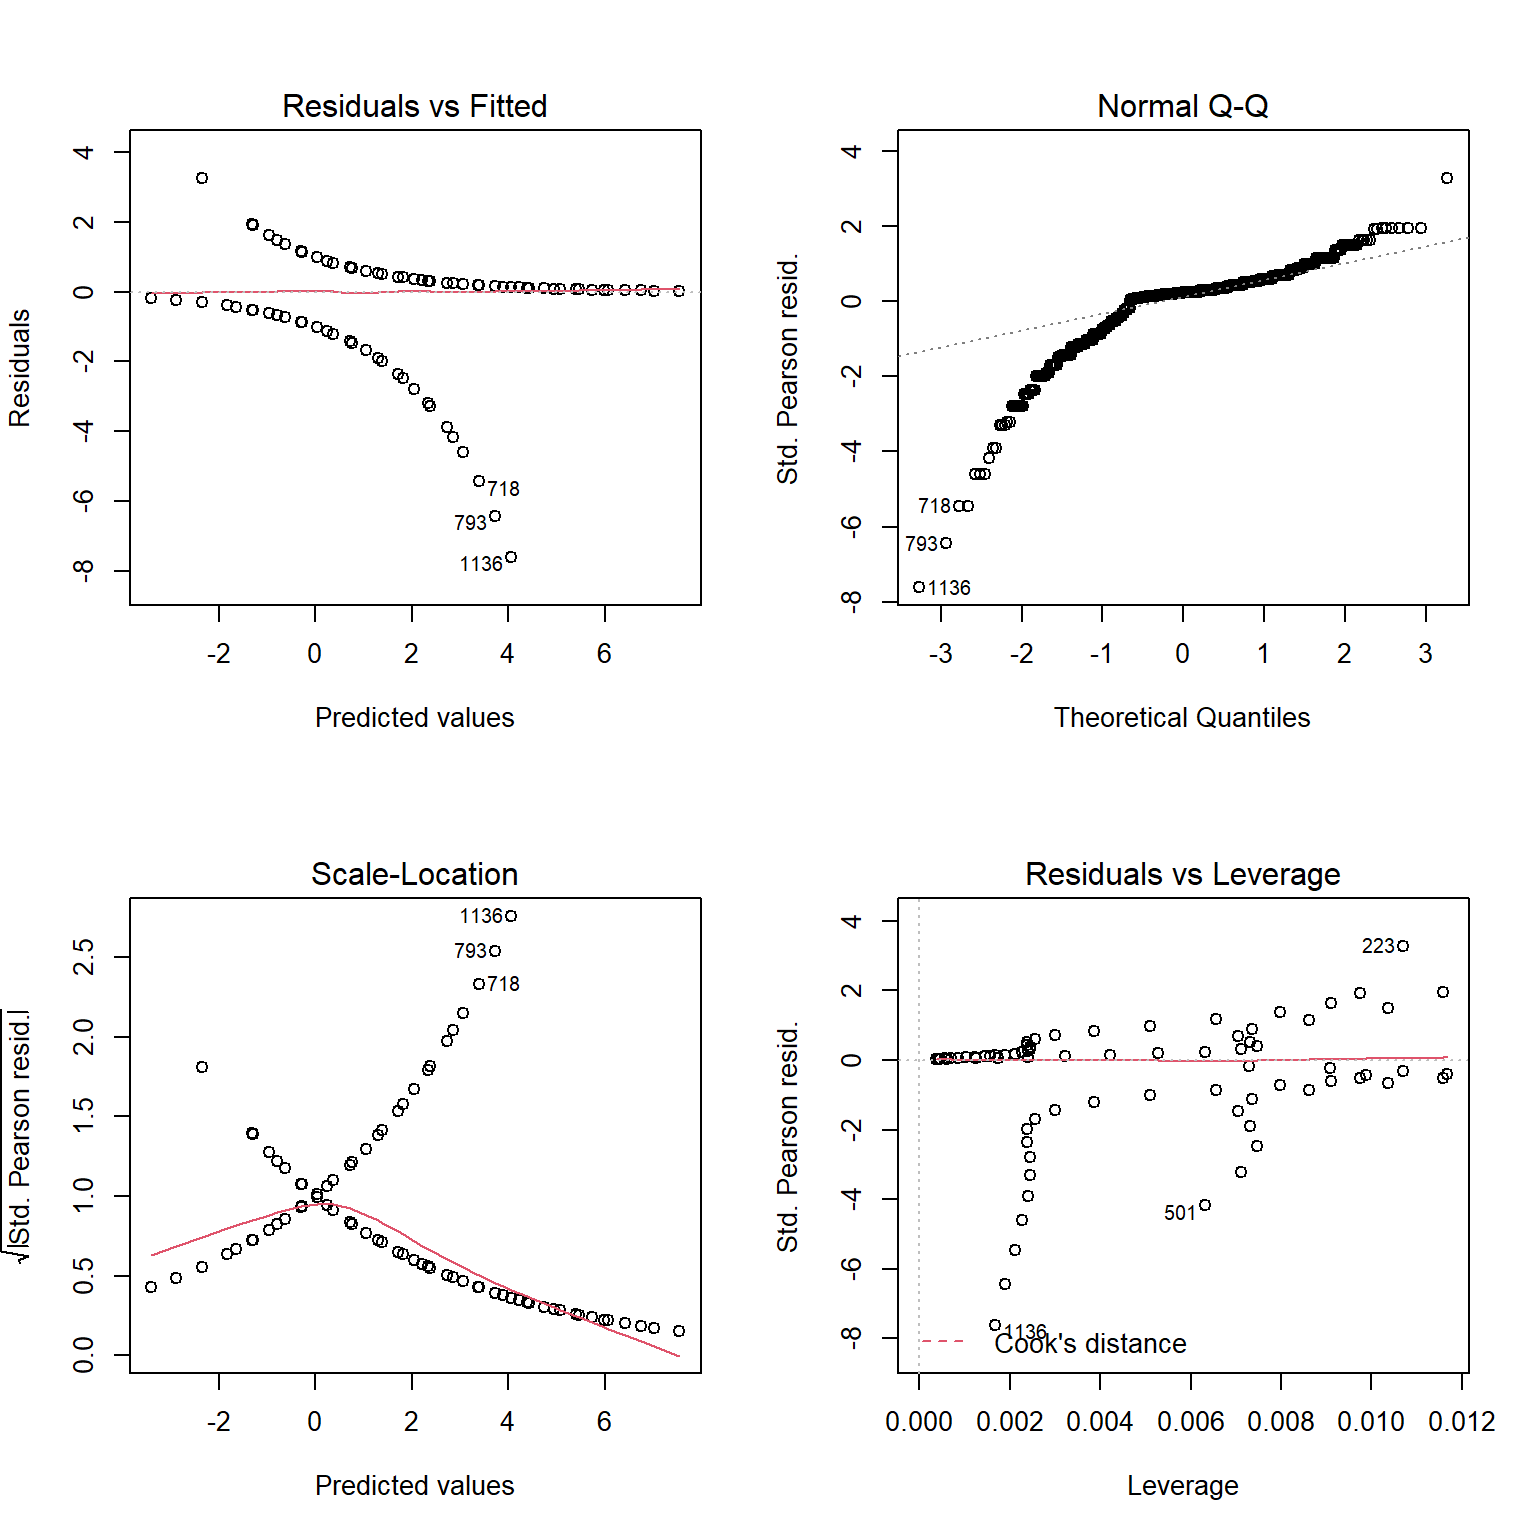 Residuals vs Fitted
4
2
0
-2
-4
-6
-8
Residuals
718
793
1136
-2 0 2 4 6
Predicted values
Normal Q-Q
4
2
0
-2
-4
-6
-8
Std. Pearson resid.
718
793
1136
-3 -2 -1 0 1 2 3
Theoretical Quantiles
Scale-Location
2.5
2.0
1.5
1.0
0.5
0.0
√|Std. Pearson resid.|
1136
793
718
-2 0 2 4 6
Predicted values
Residuals vs Leverage
4
2
0
-2
-4
-6
-8
Std. Pearson resid.
223
501
1136
Cook's distance
0.000 0.002 0.004 0.006 0.008 0.010 0.012
Leverage